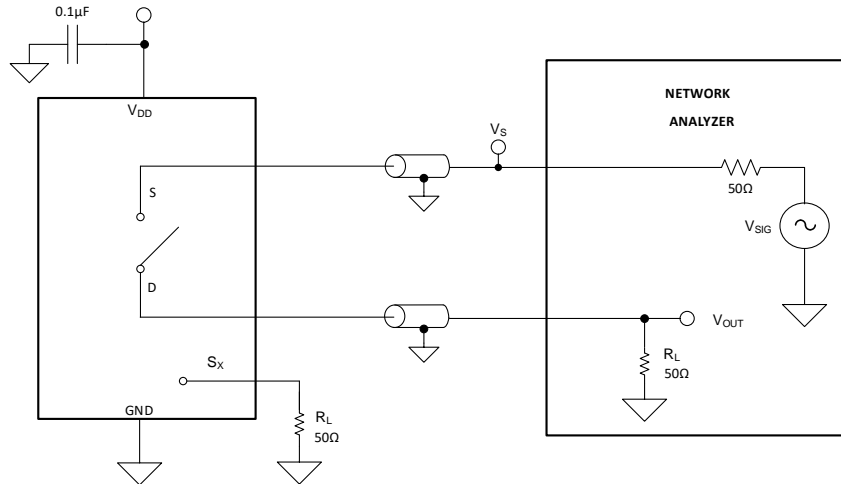 0.1µF
VDD
NETWORK
ANALYZER
VS
S
50Ω
VSIG
D
VOUT
SX
RL
50Ω
GND
RL
50Ω